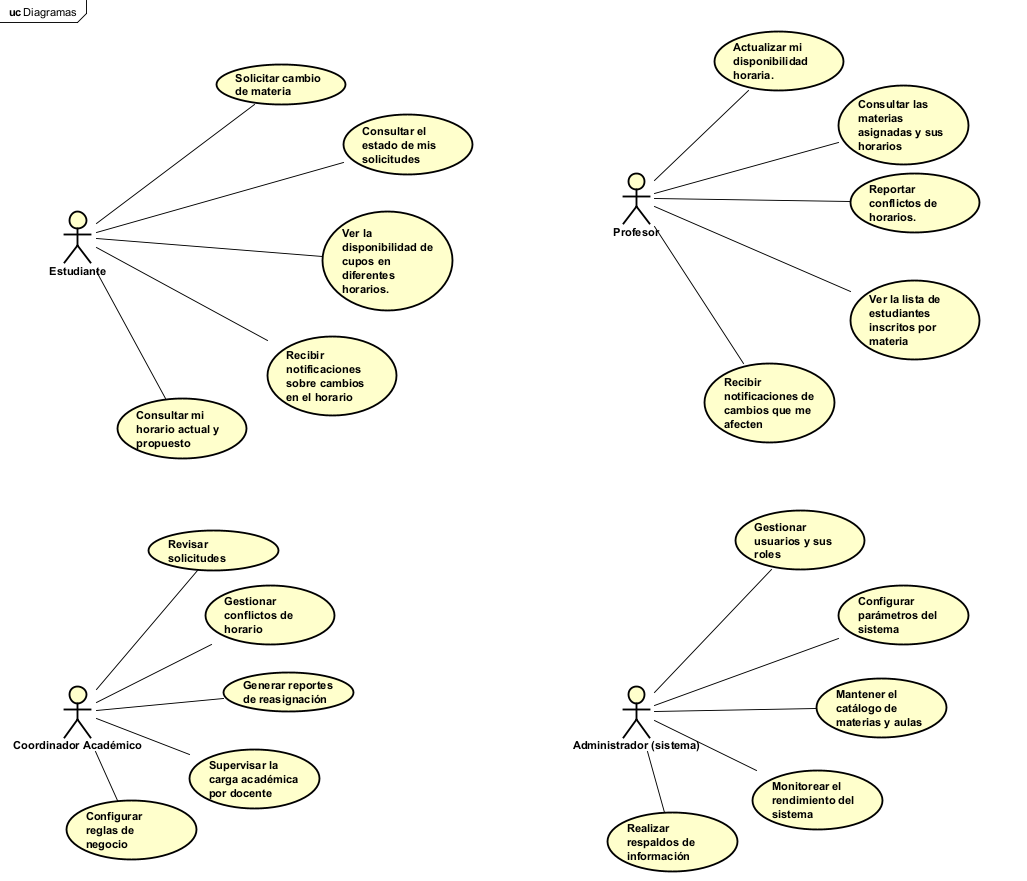 uc Diagramas
Solicitar cambio
de materia
Consultar el
estado de mis
solicitudes
Ver la
disponibilidad de
cupos en
diferentes
horarios.
Estudiante
Recibir
notificaciones
sobre cambios
en el horario
Consultar mi
horario actual y
propuesto
Actualizar mi
disponibilidad
horaria.
Consultar las
materias
asignadas y sus
horarios
Reportar
conflictos de
horarios.
Profesor
Ver la lista de
estudiantes
inscritos por
materia
Recibir
notificaciones de
cambios que me
afecten
Revisar
solicitudes
Gestionar
conflictos de
horario
Generar reportes
de reasignación
Coordinador Académico
Supervisar la
carga académica
por docente
Configurar
reglas de
negocio
Gestionar
usuarios y sus
roles
Configurar
parámetros del
sistema
Mantener el
catálogo de
materias y aulas
Administrador (sistema)
Monitorear el
rendimiento del
sistema
Realizar
respaldos de
información